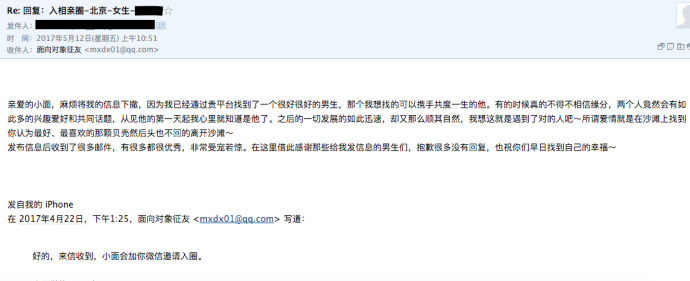 Re: 回复：入相亲圈-北京-女生-
发件人：
时　间：2017年5月12日(星期五) 上午10:51
收件人：面向对象征友 <mxdx01@qq.com>
亲爱的小面，麻烦将我的信息下撤，因为我已经通过贵平台找到了一个很好很好的男生，那个我想找的可以携手共度一生的他。有的时候真的不得不相信缘分，两个人竟然会有如
此多的兴趣爱好和共同话题，从见他的第一天起我心里就知道是他了。之后的一切发展的如此迅速，却又那么顺其自然，我想这就是遇到了对的人吧～所谓爱情就是在沙滩上找到
你认为最好、最喜欢的那颗贝壳然后头也不回的离开沙滩～
发布信息后收到了很多邮件，有很多都很优秀，非常受宠若惊。在这里借此感谢那些给我发信息的男生们，抱歉很多没有回复，也祝你们早日找到自己的幸福～
发自我的 iPhone
在 2017年4月22日，下午1:25，面向对象征友 <mxdx01@qq.com> 写道：
好的，来信收到，小面会加你微信邀请入圈。